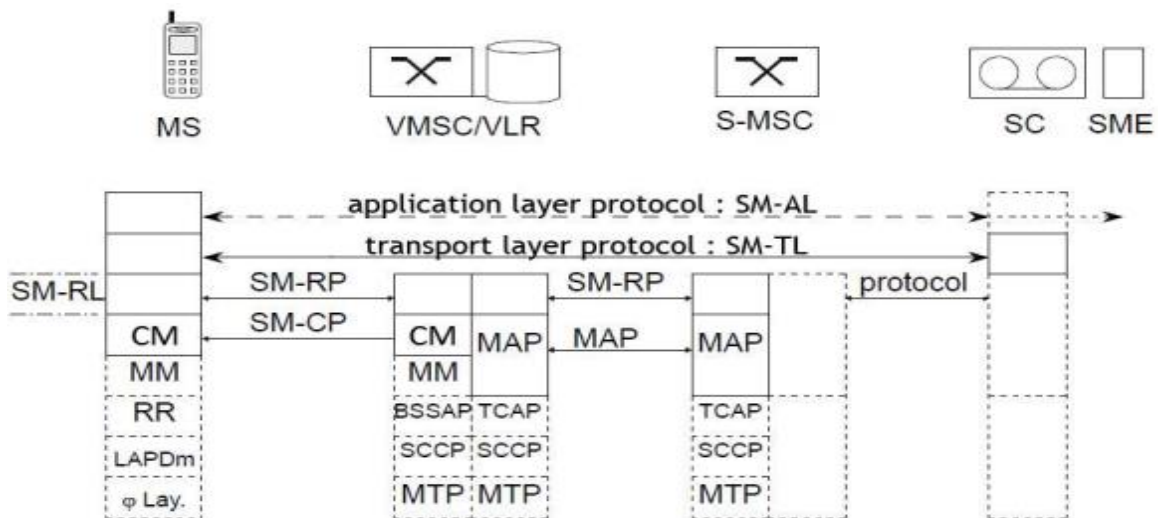 MS VMSC/VLR S-MSC SC SME
application layer protocol : SM-AL
transport layer protocol : SM-TL
SM-RL SM-RP SM-RP protocol
CM SM-CP CM MAP MAP MAP
MM MM
RR BSSAP TCAP TCAP
LAPDm SCCP SCCP SCCP
φ Lay. MTP MTP MTP